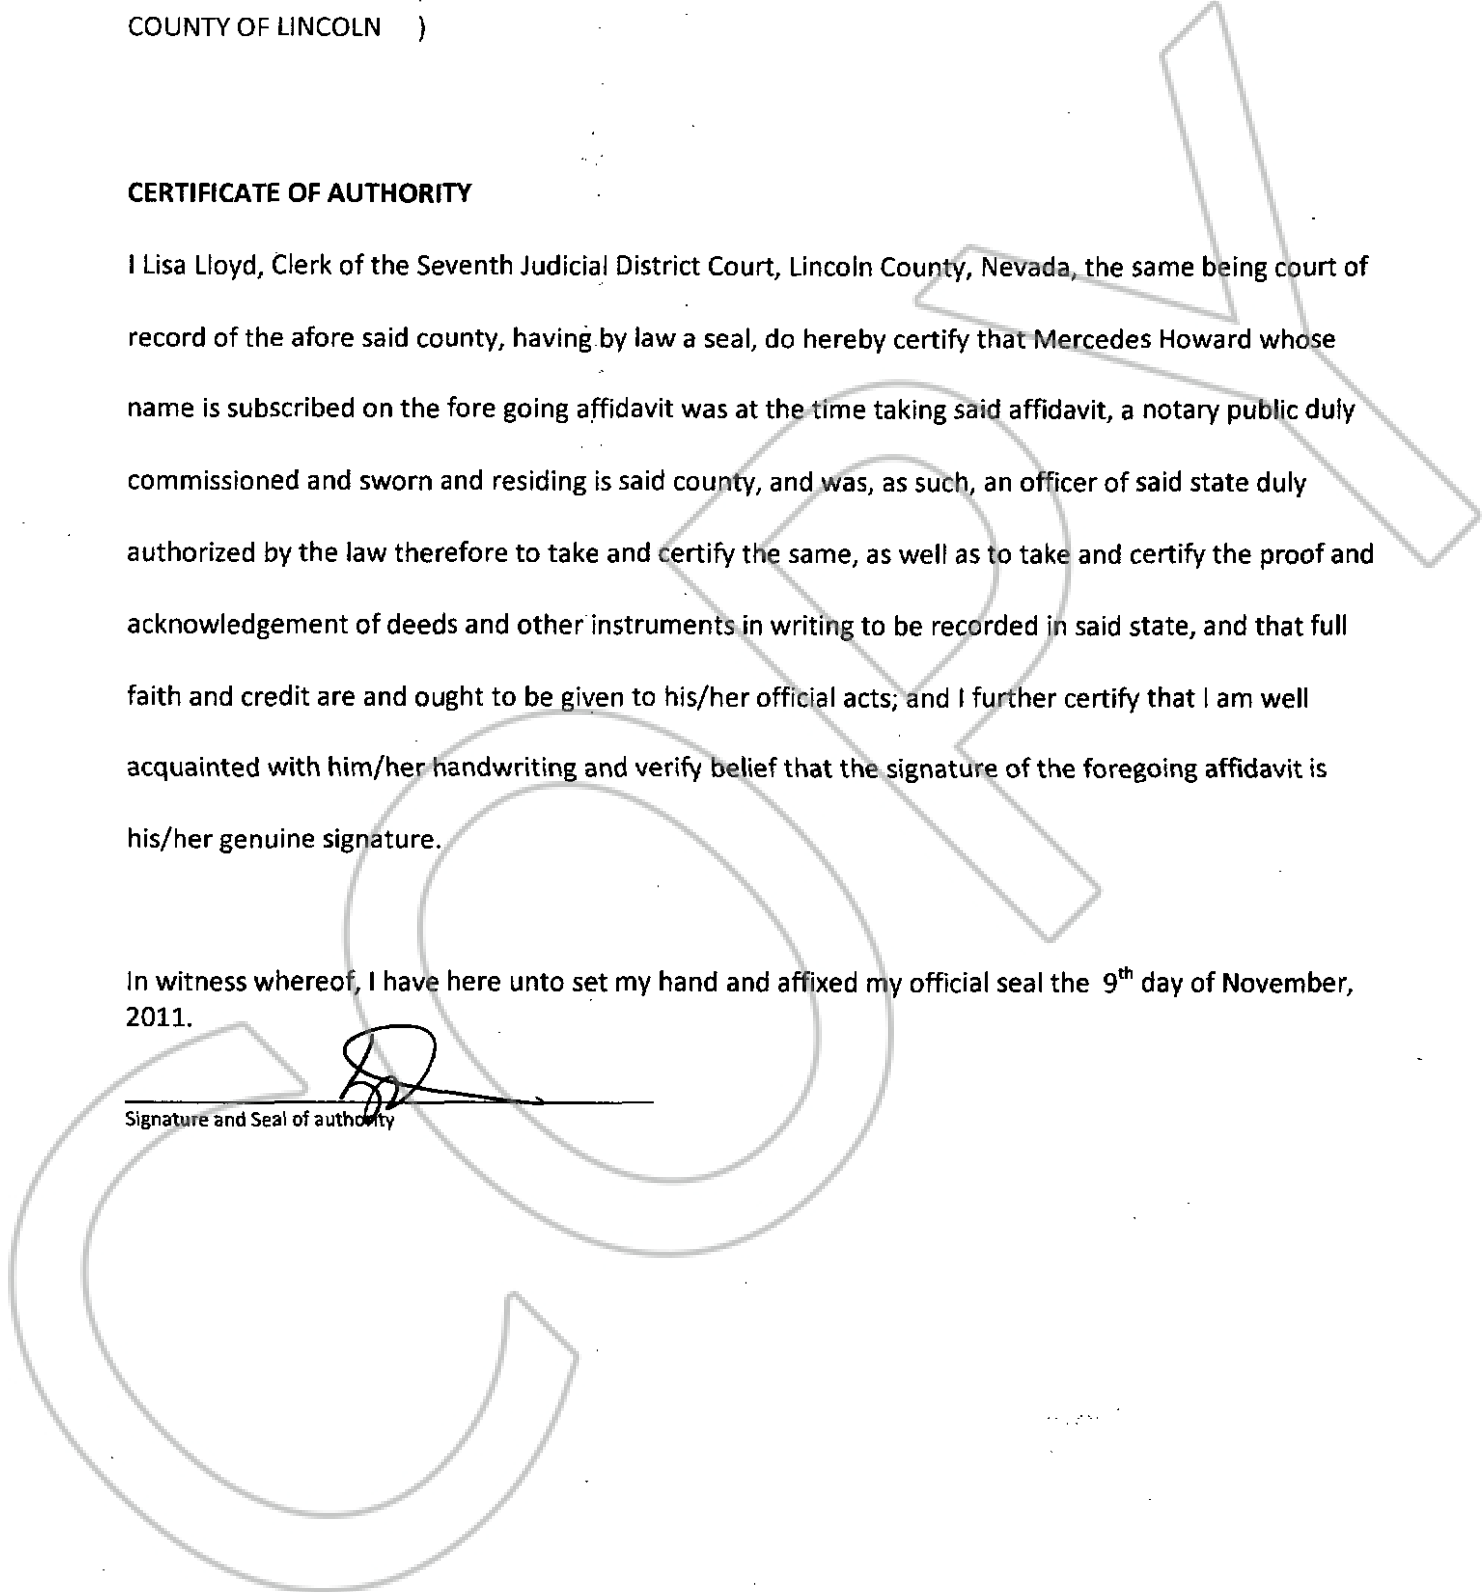 COUNTY OF LINCOLN )
CERTIFICATE OF AUTHORITY
I Lisa Lloyd, Clerk of the Seventh Judicial District Court, Lincoln County, Nevada, the same being court of
record of the afore said county, having by law a seal, do hereby certify that Mercedes Howard whose
name is subscribed on the fore going affidavit was at the time taking said affidavit, a notary public duly
commissioned and sworn and residing is said county, and was, as such, an officer of said state duly
authorized by the law therefore to take and certify the same, as well as to take and certify the proof and
acknowledgement of deeds and other instruments in writing to be recorded in said state, and that full
faith and credit are and ought to be given to his/her official acts; and I further certify that I am well
acquainted with him/her handwriting and verify belief that the signature of the foregoing affidavit is
his/her genuine signature.
In witness whereof, I have here unto set my hand and affixed my official seal the 9th day of November,
2011.
Signature and Seal of authority
COPY